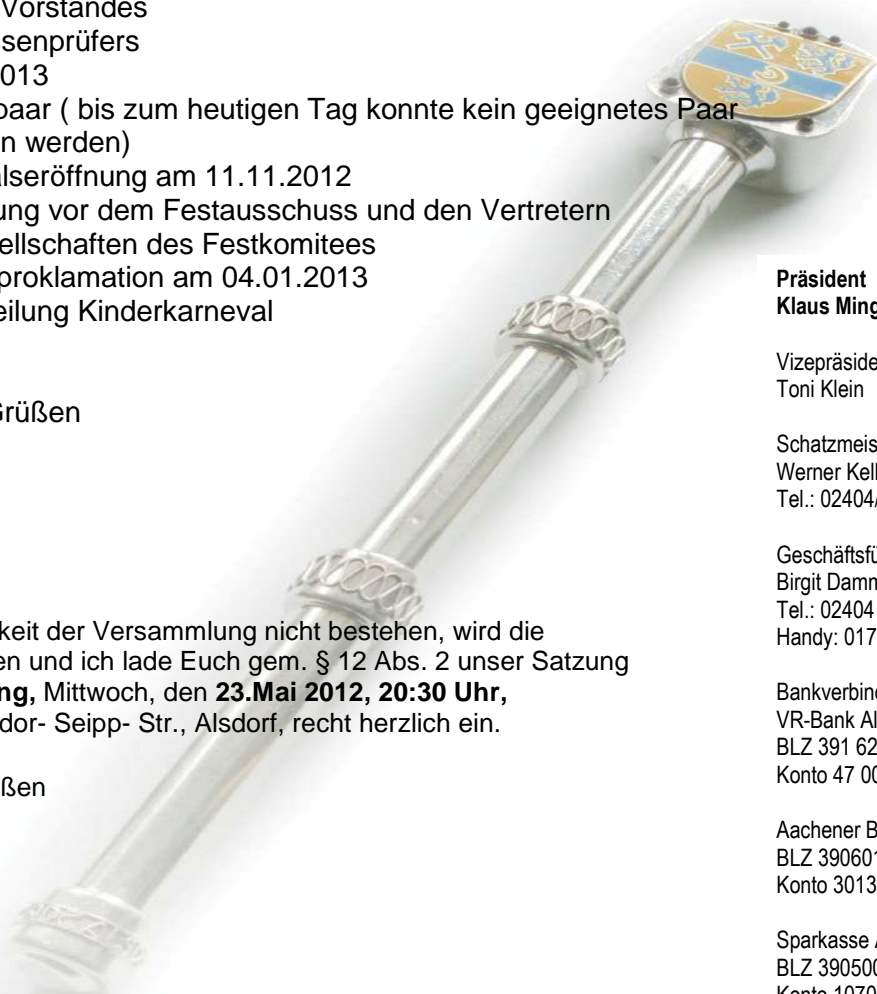 Vorstandes
ssenprüfers
013
paar ( bis zum heutigen Tag konnte kein geeignetes Paar
n werden)
lseröffnung am 11.11.2012
ung vor dem Festausschuss und den Vertretern
ellschaften des Festkomitees
proklamation am 04.01.2013
eilung Kinderkarneval
Grüßen
keit der Versammlung nicht bestehen, wird die
en und ich lade Euch gem. § 12 Abs. 2 unser Satzung
ng, Mittwoch, den 23.Mai 2012, 20:30 Uhr,
dor- Seipp- Str., Alsdorf, recht herzlich ein.
ßen
Präsident
Klaus Ming
Vizepräside
Toni Klein
Schatzmeis
Werner Kell
Tel.: 02404/
Geschäftsfü
Birgit Damm
Tel.: 02404
Handy: 017
Bankverbind
VR-Bank Al
BLZ 391 62
Konto 47 00
Aachener B
BLZ 390601
Konto 3013
Sparkasse A
BLZ 390500
Konto 1070